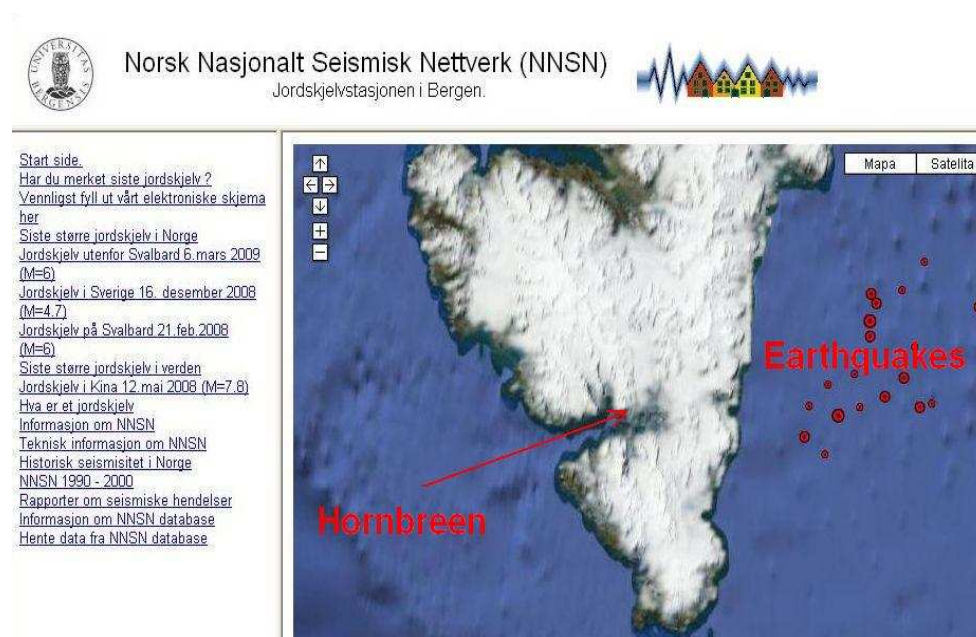 UNIVERSITAS BERGENSIS
Norsk Nasjonalt Seismisk Nettverk (NNSN)
Jordskjelvstasjonen i Bergen.
Start side.
Har du merket siste jordskjelv ?
Vennligst fyll ut vårt elektroniske skjema
her
Siste større jordskjelv i Norge
Jordskjelv utenfor Svalbard 6.mars 2009
(M=6)
Jordskjelv i Sverige 16. desember 2008
(M=4.7)
Jordskjelv på Svalbard 21.feb.2008
(M=6)
Siste større jordskjelv i verden
Jordskjelv i Kina 12.mai 2008 (M=7.8)
Hva er et jordskjelv
Informasjon om NNSN
Teknisk informasjon om NNSN
Historisk seismisitet i Norge
NNSN 1990 - 2000
Rapporter om seismiske hendelser
Informasjon om NNSN database
Hente data fra NNSN database
Mapa
Satelita
Earthquakes
Hornbreen